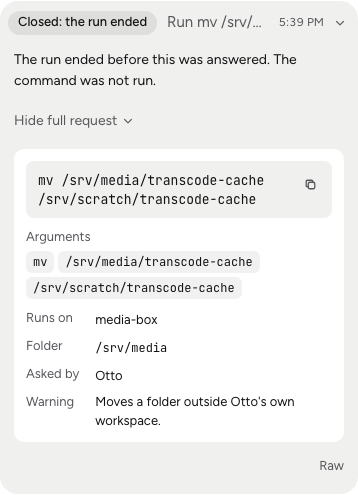 Closed: the run ended Run mv /srv/... 5:39 PM
The run ended before this was answered. The
command was not run.
Hide full request
mv /srv/media/transcode-cache
/srv/scratch/transcode-cache
Arguments
mv /srv/media/transcode-cache
/srv/scratch/transcode-cache
Runs on media-box
Folder /srv/media
Asked by Otto
Warning Moves a folder outside Otto's own
workspace.
Raw